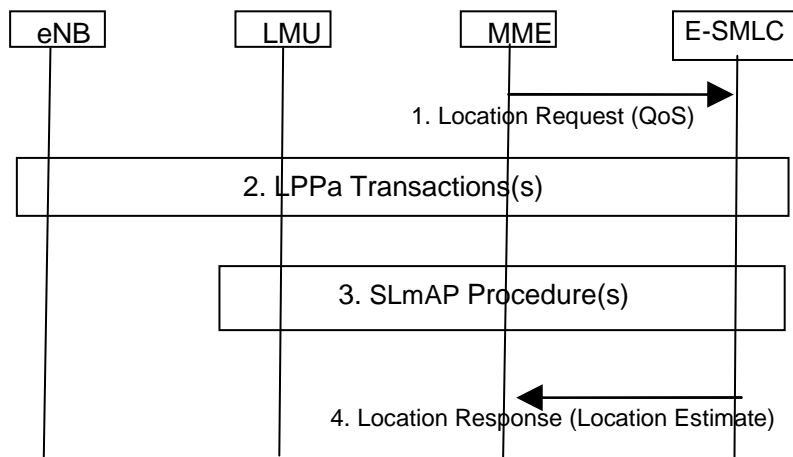 eNB
LMU
MME
E-SMLC
1. Location Request (QoS)
2. LPPa Transactions(s)
3. SLmAP Procedure(s)
4. Location Response (Location Estimate)